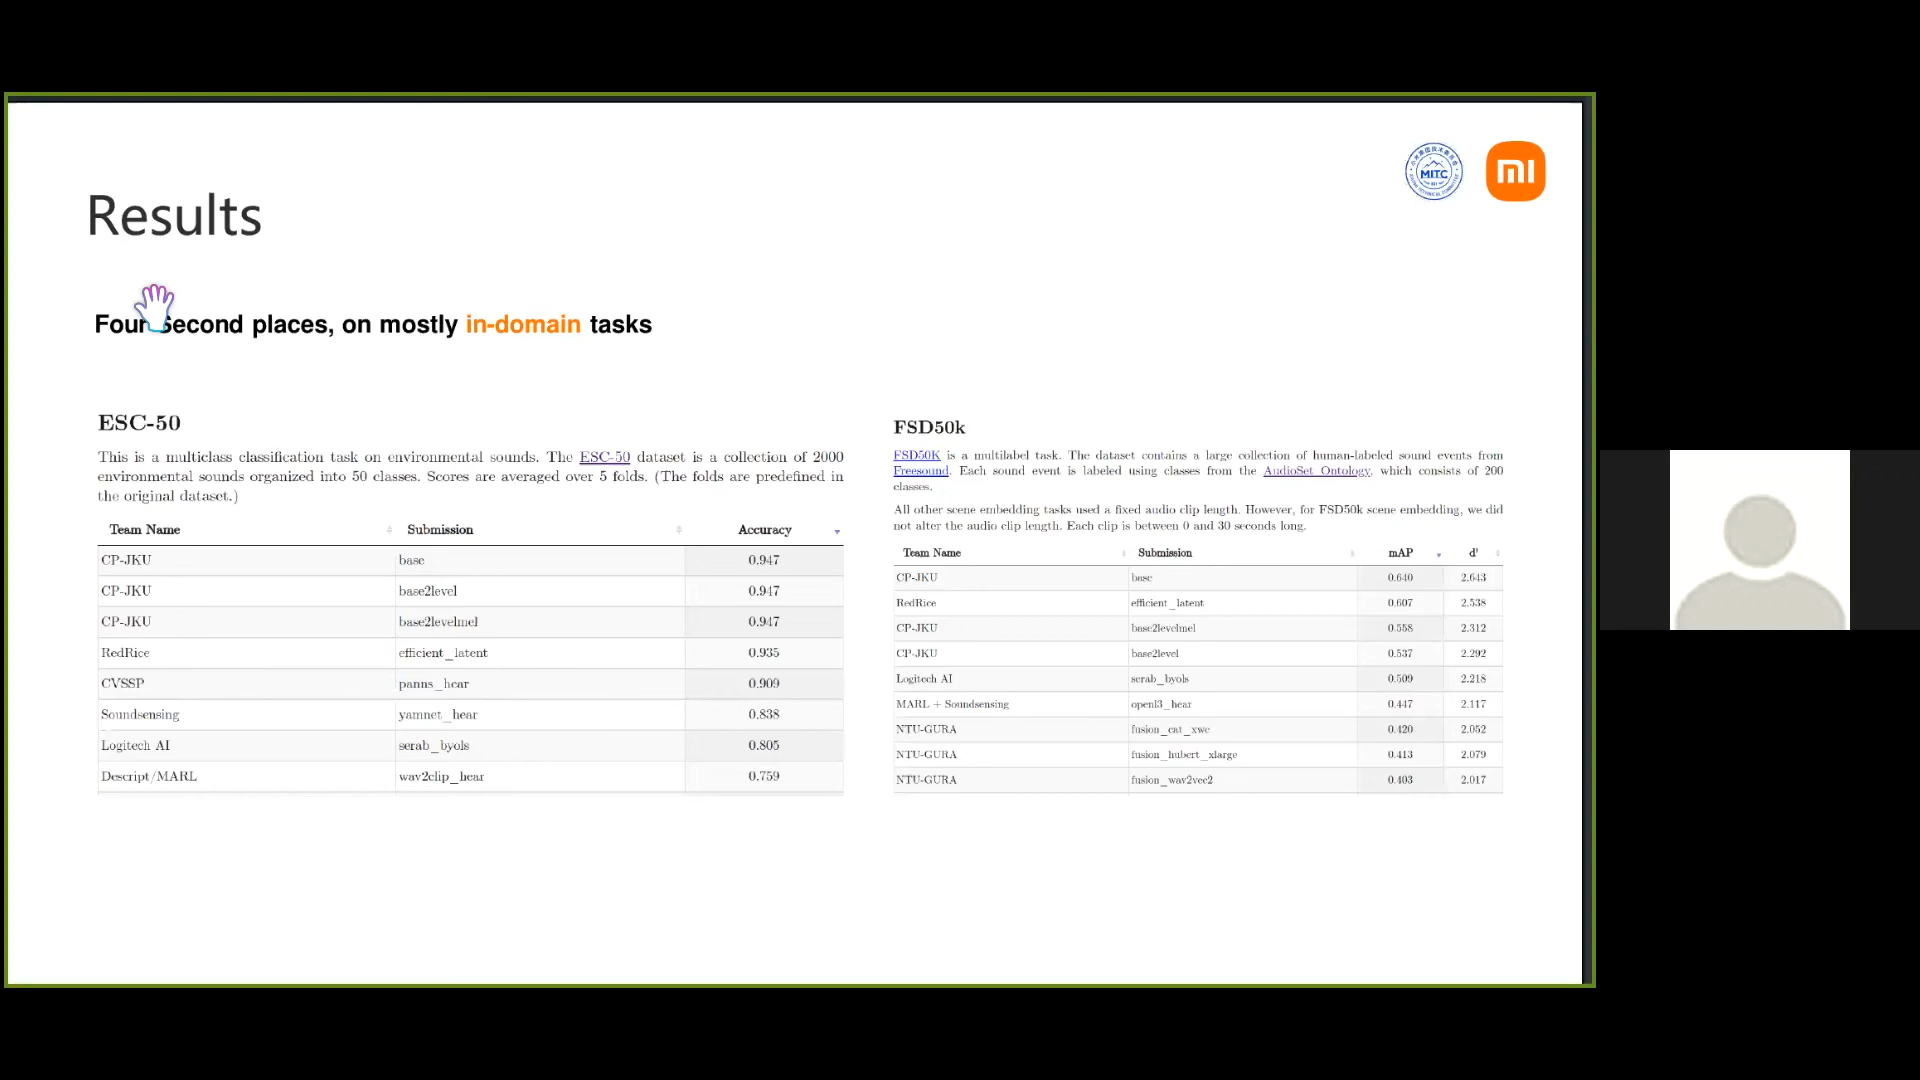 MITC
Results
Four Second places, on mostly in-domain tasks
ESC-50
This is a multiclass classification task on environmental sounds. The ESC-50 dataset is a collection of 2000
environmental sounds organized into 50 classes. Scores are averaged over 5 folds. (The folds are predefined in
the original dataset.)
Team Name Submission Accuracy
CP-JKU base 0.947
CP-JKU base2level 0.947
CP-JKU base2levelmel 0.947
RedRice efficient_latent 0.935
CVSSP panns_hear 0.909
Soundsensing yamnet_hear 0.838
Logitech AI serab_byols 0.805
Descript/MARL wav2clip_hear 0.759
FSD50k
FSD50K is a multilabel task. The dataset contains a large collection of human-labeled sound events from
Freesound. Each sound event is labeled using classes from the AudioSet Ontology, which consists of 200
classes.
All other scene embedding tasks used a fixed audio clip length. However, for FSD50k scene embedding, we did
not alter the audio clip length. Each clip is between 0 and 30 seconds long.
Team Name Submission mAP d'
CP-JKU base 0.640 2.643
RedRice efficient_latent 0.607 2.538
CP-JKU base2levelmel 0.558 2.312
CP-JKU base2level 0.537 2.292
Logitech AI serab_byols 0.509 2.218
MARL + Soundsensing openl3_hear 0.447 2.117
NTU-GURA fusion_cat_xwc 0.420 2.052
NTU-GURA fusion_hubert_xlarge 0.413 2.079
NTU-GURA fusion_wav2vec2 0.403 2.017